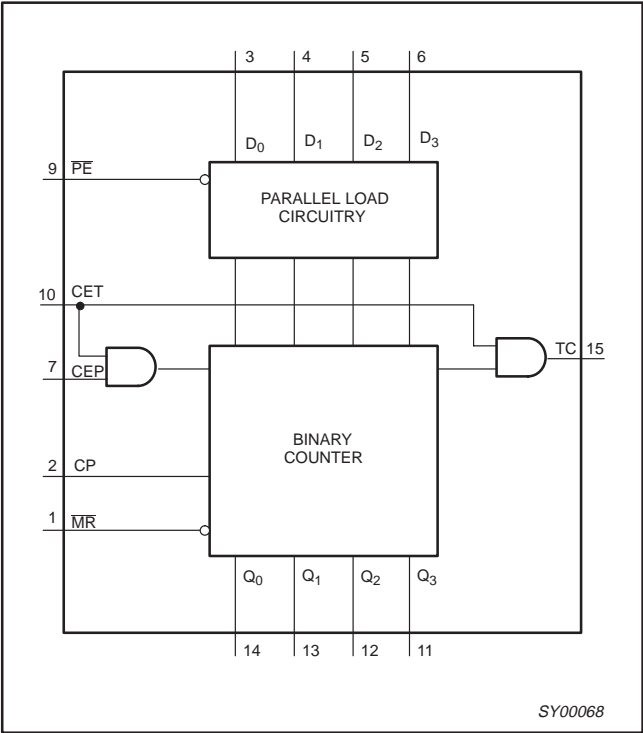 3 4 5 6
D0 D1 D2 D3
9 PE
PARALLEL LOAD
CIRCUITRY
10 CET
TC 15
7 CEP
BINARY
COUNTER
2 CP
1 MR
Q0 Q1 Q2 Q3
14 13 12 11
SY00068